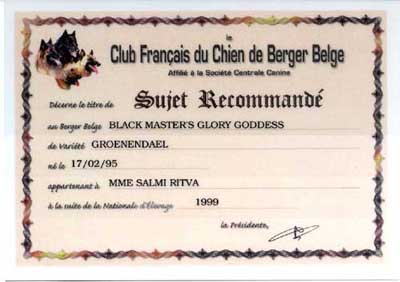 le
Club Français du Chien de Berger Belge
Affilié à la Société Centrale Canine
Décerne le titre de Sujet Recommandé
au Berger Belge BLACK MASTER'S GLORY GODDESS
de Variété GROENENDAEL
né le 17/02/95
appartenant à MME SALMI RITVA
à la suite de la Nationale d'Élevage 1999
la Présidente,